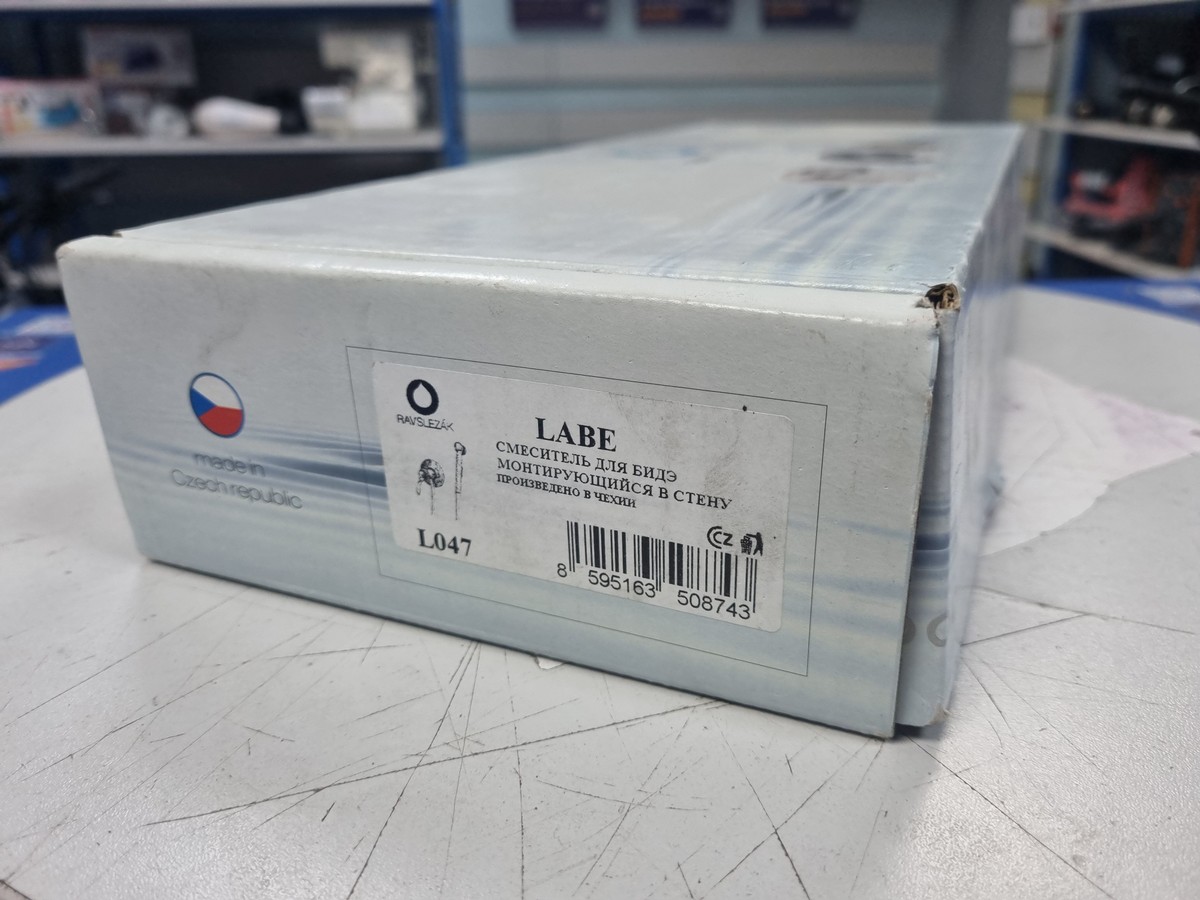 made in
Czech republic
RAVSLEZÁK
LABE
СМЕСИТЕЛЬ ДЛЯ БИДЭ
МОНТИРУЮЩИЙСЯ В СТЕНУ
ПРОИЗВЕДЕНО В ЧЕХИИ
L047
CZ
8 595163 508743